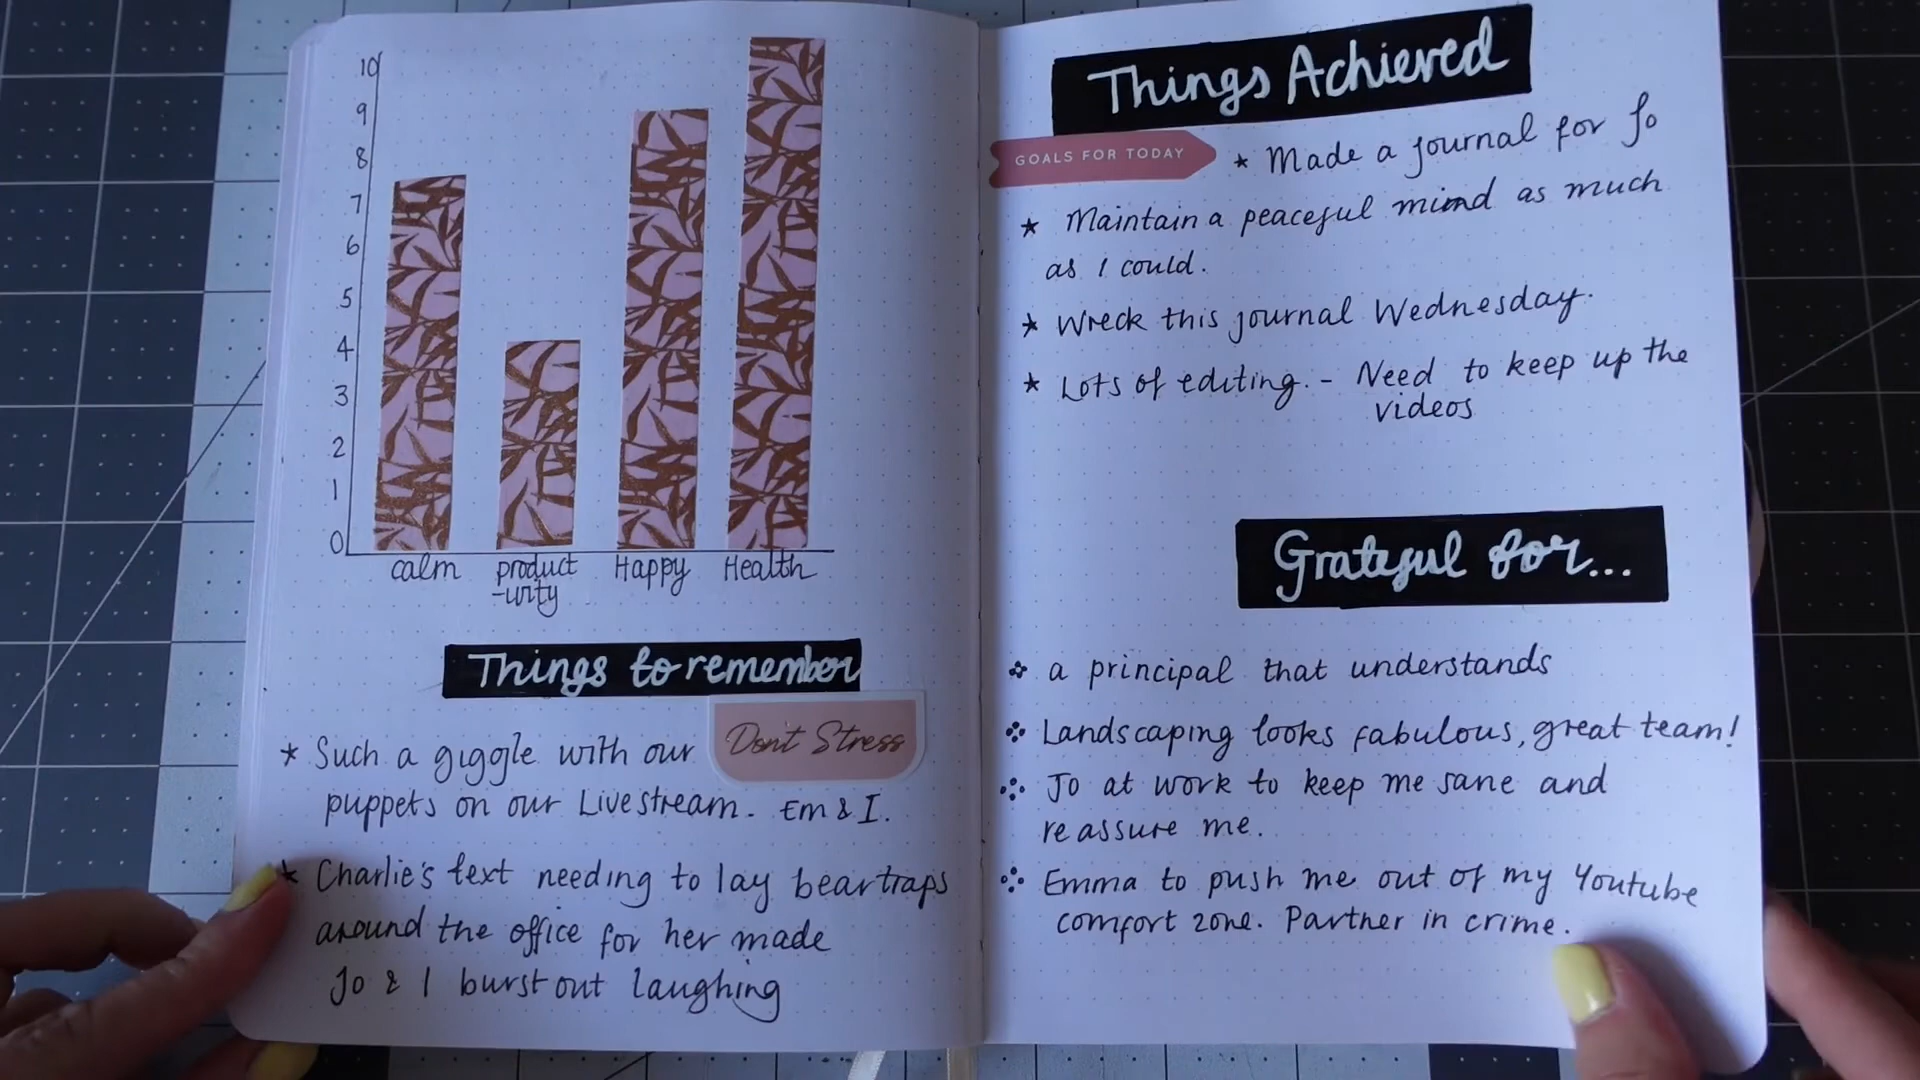 10
9
8
7
6
5
4
3
2
1
0
calm
product
-ivity
Happy
Health
Things to remember
Don't Stress
* Such a giggle with our
puppets on our Livestream. Em & I.
* Charlie's text needing to lay beartraps
around the office for her made
Jo & I burst out laughing
Things Achieved
GOALS FOR TODAY
* Made a journal for Jo
* Maintain a peaceful mind as much
as I could.
* Wreck this journal Wednesday.
* Lots of editing. - Need to keep up the
videos
Grateful for...
a principal that understands
Landscaping looks fabulous, great team!
Jo at work to keep me sane and
reassure me.
Emma to push me out of my Youtube
comfort zone. Partner in crime.